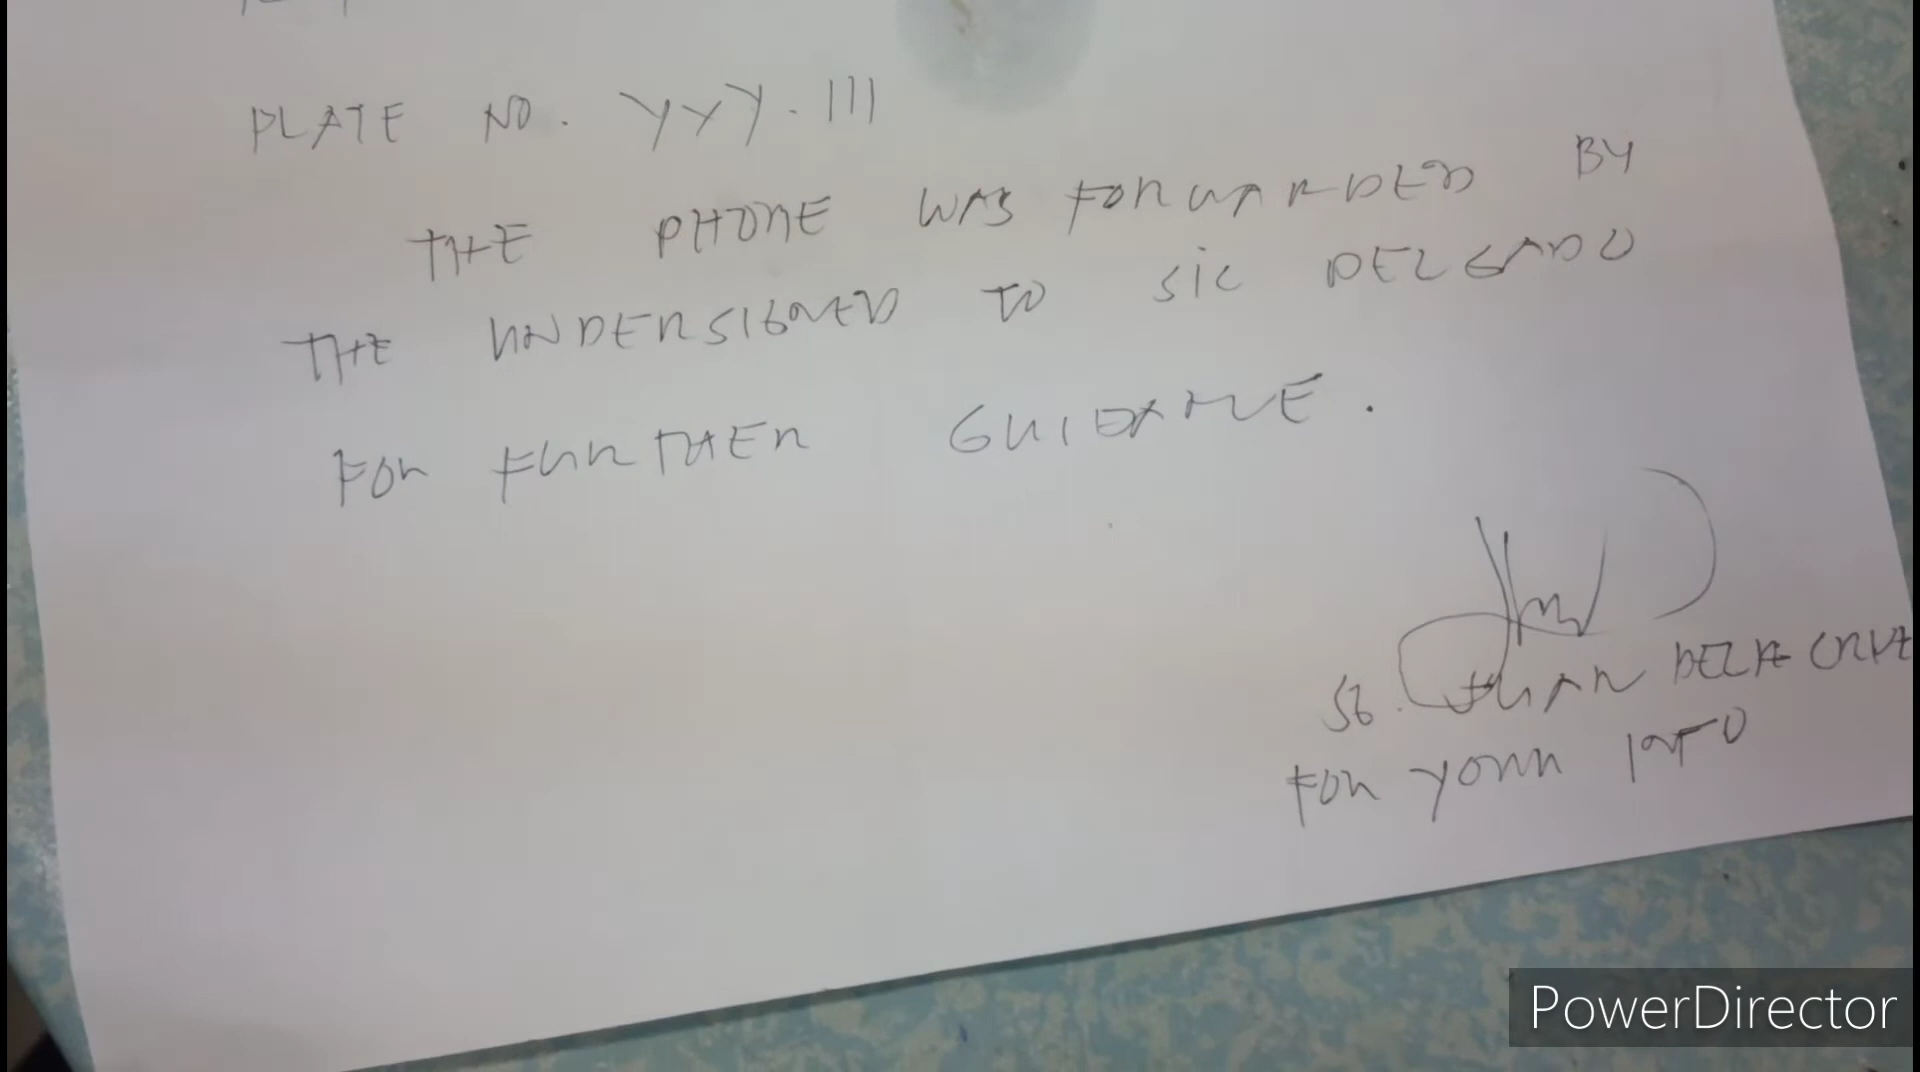 PLATE NO. YYY. 111
THE PHONE WAS FORWARDED BY
THE UNDERSIGNED TO SIC DELGADO
FOR FURTHER GUIDANCE.
SG. JUAN DELA CRUZ
FOR YOUR INFO
PowerDirector